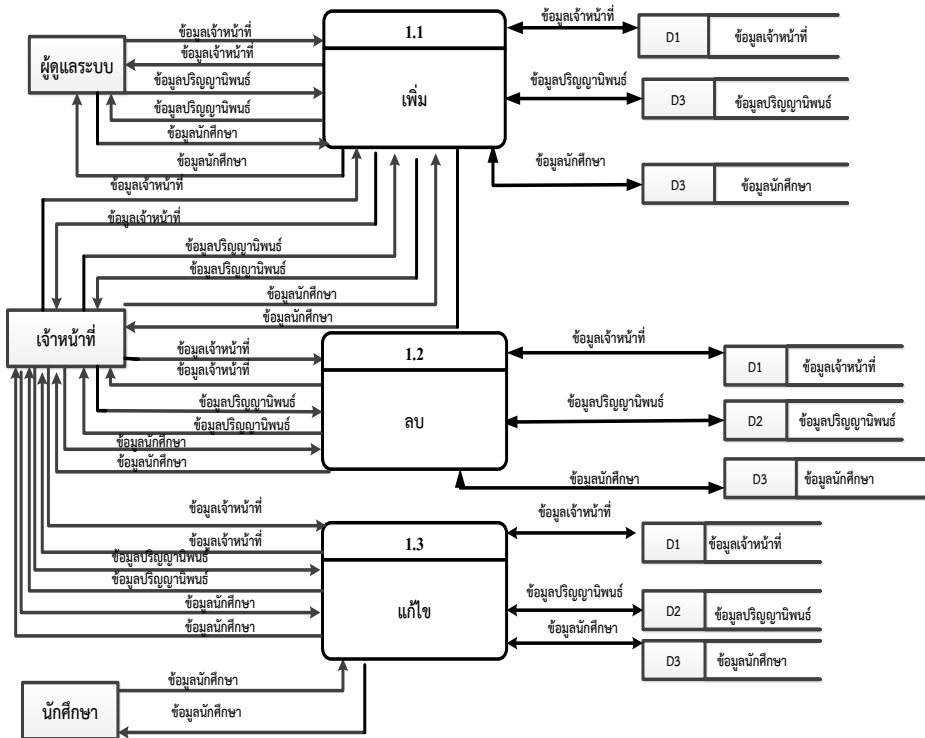 ข้อมูลเจ้าหน้าที่
1.1
ข้อมูลเจ้าหน้าที่
D1
ข้อมูลเจ้าหน้าที่
ผู้ดูแลระบบ
ข้อมูลเจ้าหน้าที่
ข้อมูลปริญญานิพนธ์
เพิ่ม
ข้อมูลปริญญานิพนธ์
D3
ข้อมูลปริญญานิพนธ์
ข้อมูลปริญญานิพนธ์
ข้อมูลนักศึกษา
ข้อมูลนักศึกษา
ข้อมูลนักศึกษา
D3
ข้อมูลนักศึกษา
ข้อมูลเจ้าหน้าที่
ข้อมูลเจ้าหน้าที่
ข้อมูลปริญญานิพนธ์
ข้อมูลปริญญานิพนธ์
ข้อมูลนักศึกษา
ข้อมูลนักศึกษา
เจ้าหน้าที่
ข้อมูลเจ้าหน้าที่
ข้อมูลเจ้าหน้าที่
1.2
ข้อมูลเจ้าหน้าที่
D1
ข้อมูลเจ้าหน้าที่
ข้อมูลปริญญานิพนธ์
ข้อมูลปริญญานิพนธ์
ลบ
ข้อมูลปริญญานิพนธ์
D2
ข้อมูลปริญญานิพนธ์
ข้อมูลนักศึกษา
ข้อมูลนักศึกษา
ข้อมูลนักศึกษา
D3
ข้อมูลนักศึกษา
ข้อมูลเจ้าหน้าที่
ข้อมูลเจ้าหน้าที่
1.3
ข้อมูลเจ้าหน้าที่
D1
ข้อมูลเจ้าหน้าที่
ข้อมูลปริญญานิพนธ์
ข้อมูลปริญญานิพนธ์
ข้อมูลนักศึกษา
ข้อมูลนักศึกษา
แก้ไข
ข้อมูลปริญญานิพนธ์
D2
ข้อมูลปริญญานิพนธ์
ข้อมูลนักศึกษา
D3
ข้อมูลนักศึกษา
นักศึกษา
ข้อมูลนักศึกษา
ข้อมูลนักศึกษา